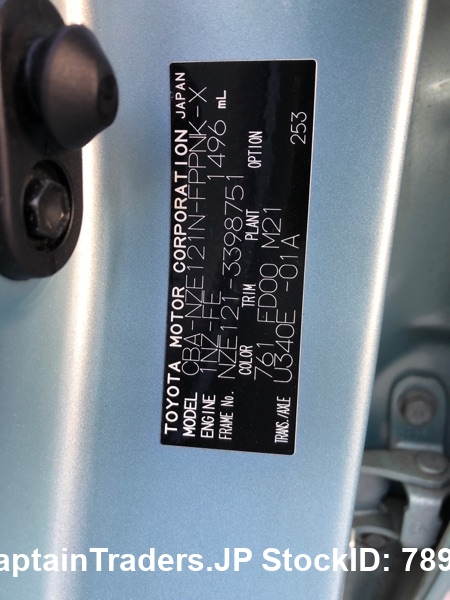 TOYOTA MOTOR CORPORATION JAPAN
MODEL CBA-NZE121N-FPPNK-X
ENGINE 1NZ-FE 1496 mL
FRAME No. NZE121-3398751
COLOR TRIM PLANT OPTION 253
761 ED00 M21
TRANS./AXLE U340E -01A
aptainTraders.JP StockID: 789